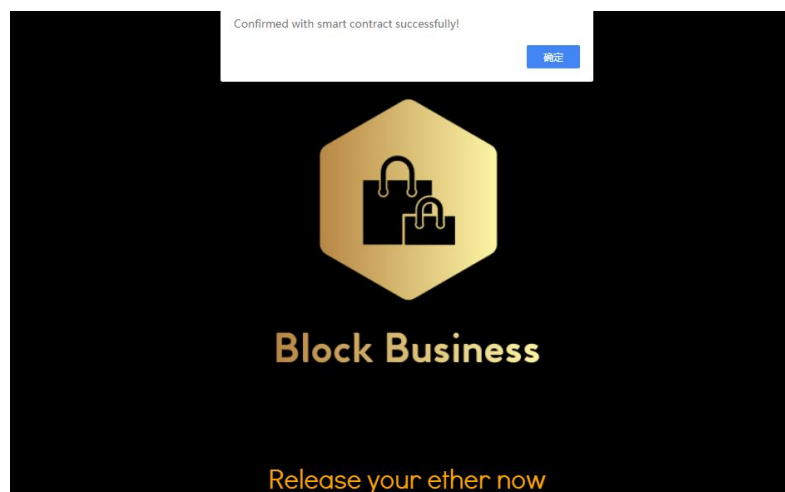 Confirmed with smart contract successfully!
确定
Block Business
Release your ether now